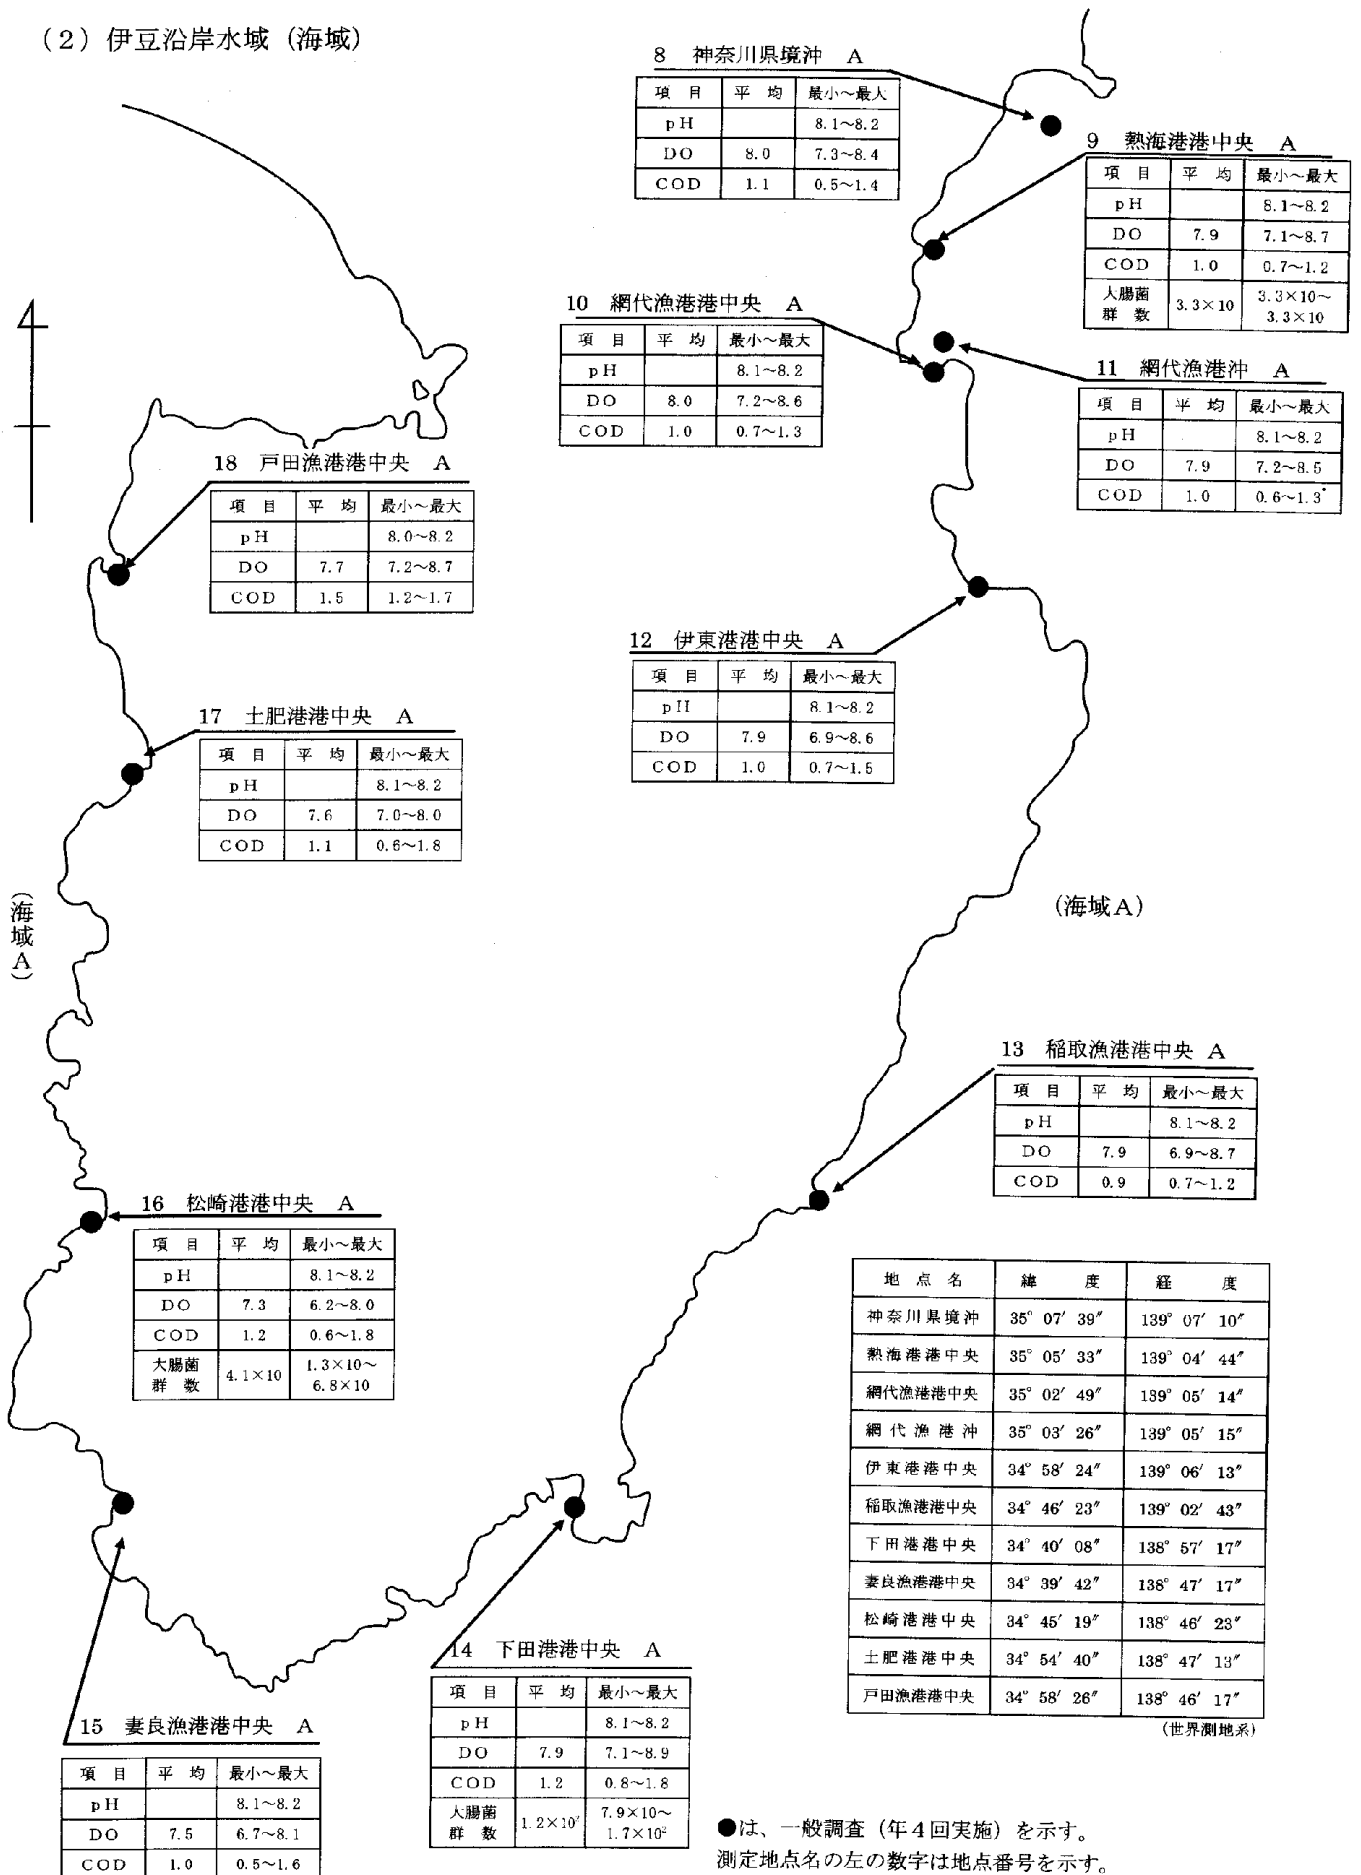 (2) 伊豆沿岸水域 (海域)
8 神奈川県境沖 A
項 目 平 均 最小～最大
pH 8.1～8.2
DO 8.0 7.3～8.4
COD 1.1 0.5～1.4
9 熱海港港中央 A
項 目 平 均 最小～最大
pH 8.1～8.2
DO 7.9 7.1～8.7
COD 1.0 0.7～1.2
大腸菌群 数 3.3×10 3.3×10～
3.3×10
10 網代漁港港中央 A
項 目 平 均 最小～最大
pH 8.1～8.2
DO 8.0 7.2～8.6
COD 1.0 0.7～1.3
11 網代漁港沖 A
項 目 平 均 最小～最大
pH 8.1～8.2
DO 7.9 7.2～8.5
COD 1.0 0.6～1.3
18 戸田漁港港中央 A
項 目 平 均 最小～最大
pH 8.0～8.2
DO 7.7 7.2～8.7
COD 1.5 1.2～1.7
12 伊東港港中央 A
項 目 平 均 最小～最大
pH 8.1～8.2
DO 7.9 6.9～8.6
COD 1.0 0.7～1.5
17 土肥港港中央 A
項 目 平 均 最小～最大
pH 8.1～8.2
DO 7.6 7.0～8.0
COD 1.1 0.6～1.8
(海域A)
(海域A)
13 稲取漁港港中央 A
項 目 平 均 最小～最大
pH 8.1～8.2
DO 7.9 6.9～8.7
COD 0.9 0.7～1.2
16 松崎港港中央 A
項 目 平 均 最小～最大
pH 8.1～8.2
DO 7.3 6.2～8.0
COD 1.2 0.6～1.8
大腸菌群 数 4.1×10 1.3×10～
6.8×10
地 点 名 緯 度 経 度
神奈川県境沖 35° 07′ 39″ 139° 07′ 10″
熱海港港中央 35° 05′ 33″ 139° 04′ 44″
網代漁港港中央 35° 02′ 49″ 139° 05′ 14″
網代漁港沖 35° 03′ 26″ 139° 05′ 15″
伊東港港中央 34° 58′ 24″ 139° 06′ 13″
稲取漁港港中央 34° 46′ 23″ 139° 02′ 43″
下田港港中央 34° 40′ 08″ 138° 57′ 17″
妻良漁港港中央 34° 39′ 42″ 138° 47′ 17″
松崎港港中央 34° 45′ 19″ 138° 46′ 23″
土肥港港中央 34° 54′ 40″ 138° 47′ 13″
戸田漁港港中央 34° 58′ 26″ 138° 46′ 17″
(世界測地系)
14 下田港港中央 A
項 目 平 均 最小～最大
pH 8.1～8.2
DO 7.9 7.1～8.9
COD 1.2 0.8～1.8
大腸菌群 数 7.9×10～
1.7×10²
15 妻良漁港港中央 A
項 目 平 均 最小～最大
pH 8.1～8.2
DO 7.5 6.7～8.1
COD 1.0 0.5～1.6
●は、一般調査 (年4回実施) を示す。
測定地点名の左の数字は地点番号を示す。